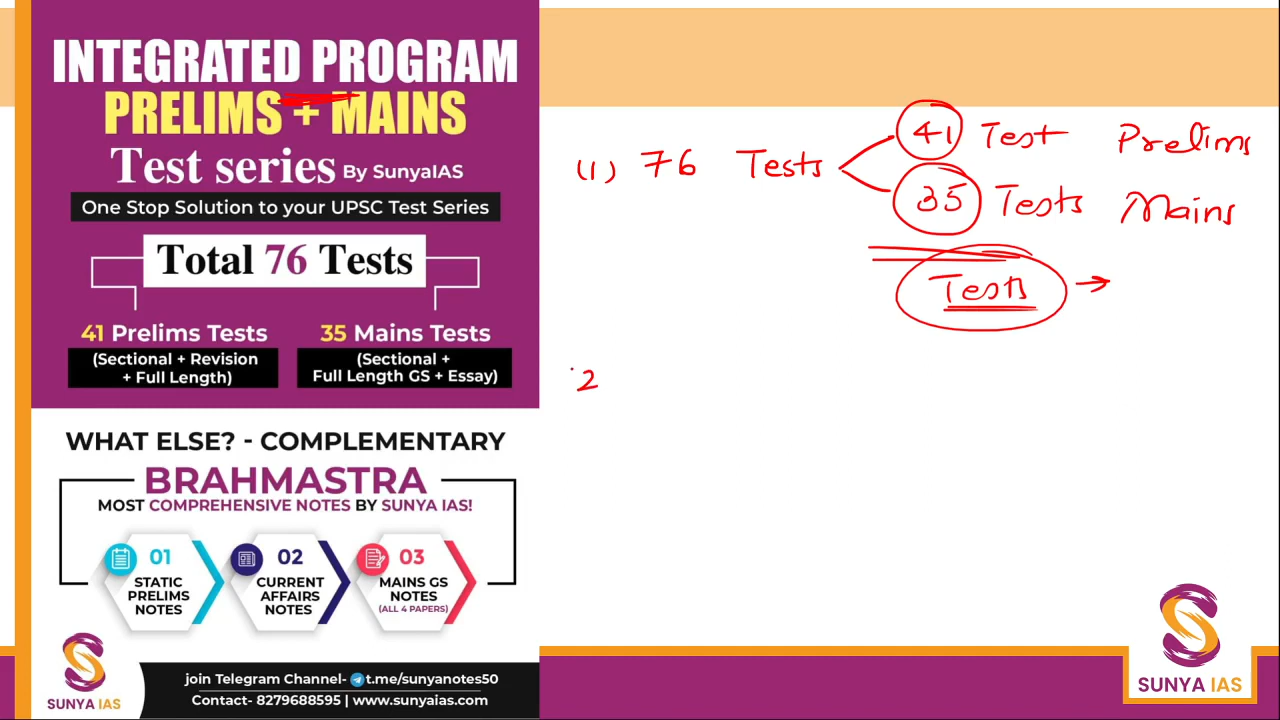 INTEGRATED PROGRAM
PRELIMS + MAINS
Test series By SunyaIAS
One Stop Solution to your UPSC Test Series
Total 76 Tests
41 Prelims Tests
(Sectional + Revision
+ Full Length)
35 Mains Tests
(Sectional +
Full Length GS + Essay)
WHAT ELSE? - COMPLEMENTARY
BRAHMASTRA
MOST COMPREHENSIVE NOTES BY SUNYA IAS!
01
STATIC
PRELIMS
NOTES
02
CURRENT
AFFAIRS
NOTES
03
MAINS GS
NOTES
(ALL 4 PAPERS)
SUNYA IAS
join Telegram Channel- t.me/sunyanotes50
Contact- 8279688595 | www.sunyaias.com
(1) 76 Tests
41 Test Prelims
35 Tests Mains
Tests →
2
SUNYA IAS